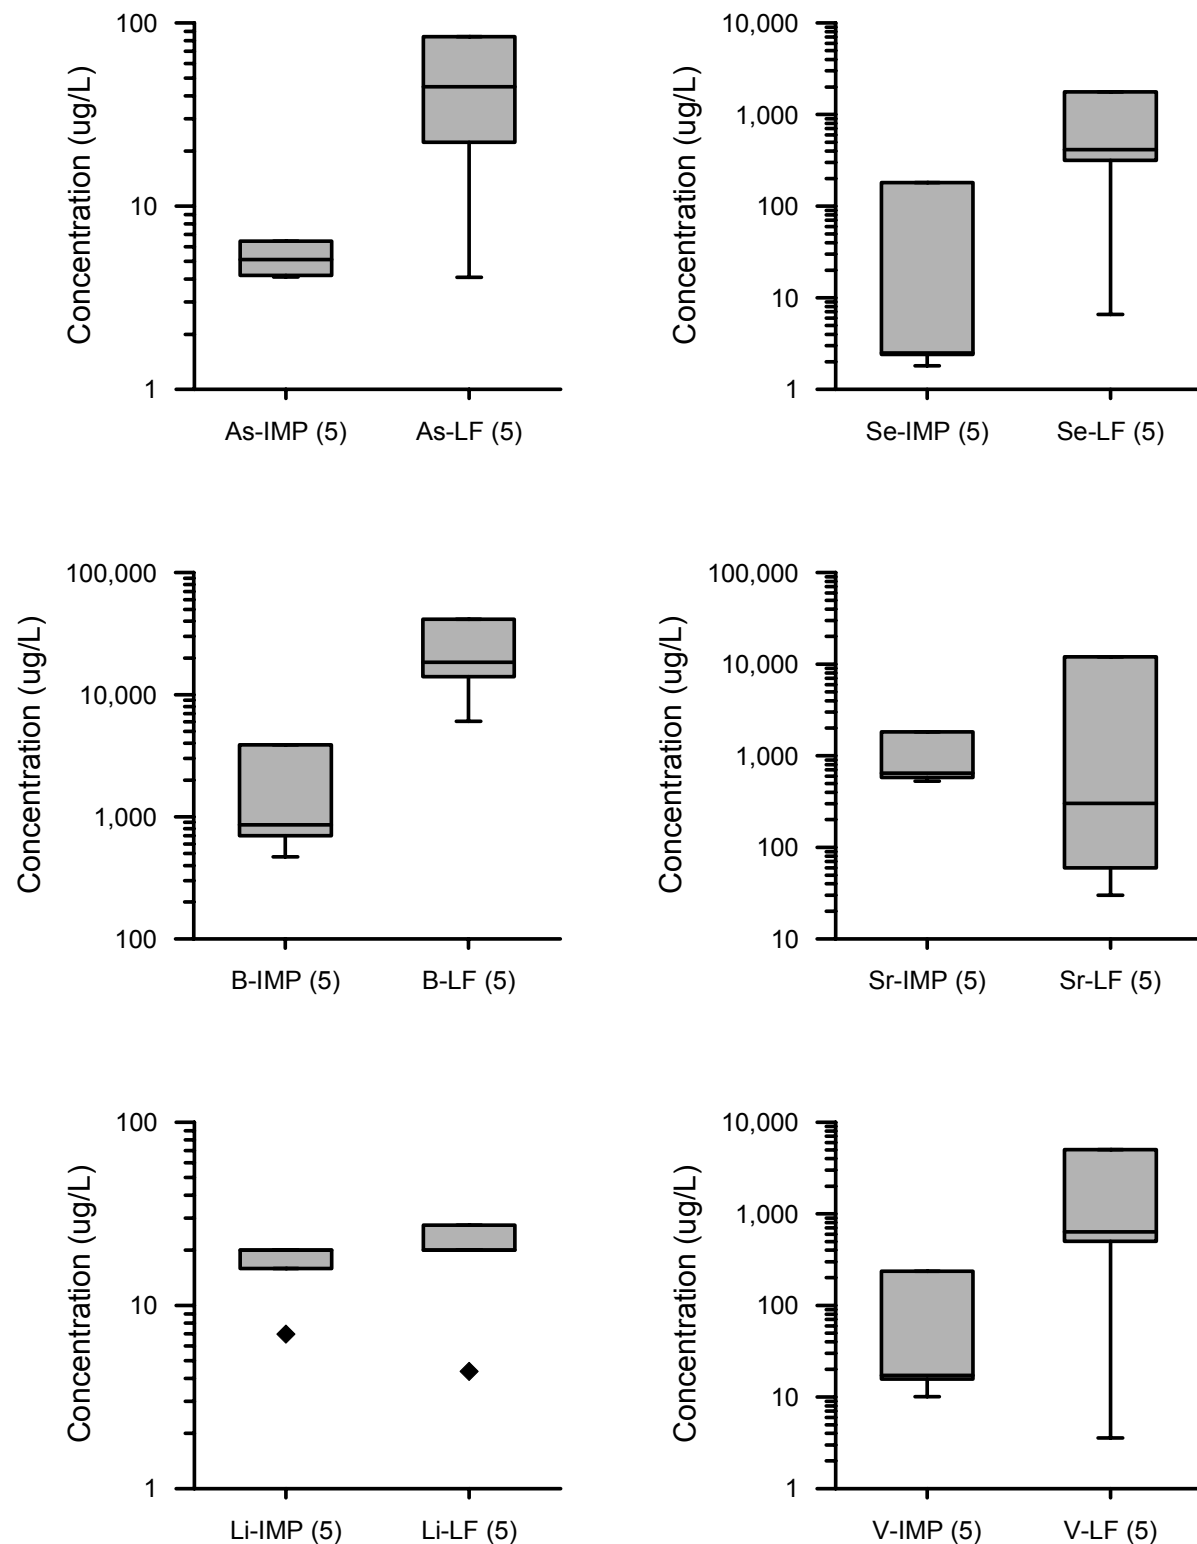 Concentration (ug/L)
100
10
1
As-IMP (5)
As-LF (5)
Concentration (ug/L)
10,000
1,000
100
10
1
Se-IMP (5)
Se-LF (5)
Concentration (ug/L)
100,000
10,000
1,000
100
B-IMP (5)
B-LF (5)
Concentration (ug/L)
100,000
10,000
1,000
100
10
Sr-IMP (5)
Sr-LF (5)
Concentration (ug/L)
100
10
1
Li-IMP (5)
Li-LF (5)
Concentration (ug/L)
10,000
1,000
100
10
1
V-IMP (5)
V-LF (5)